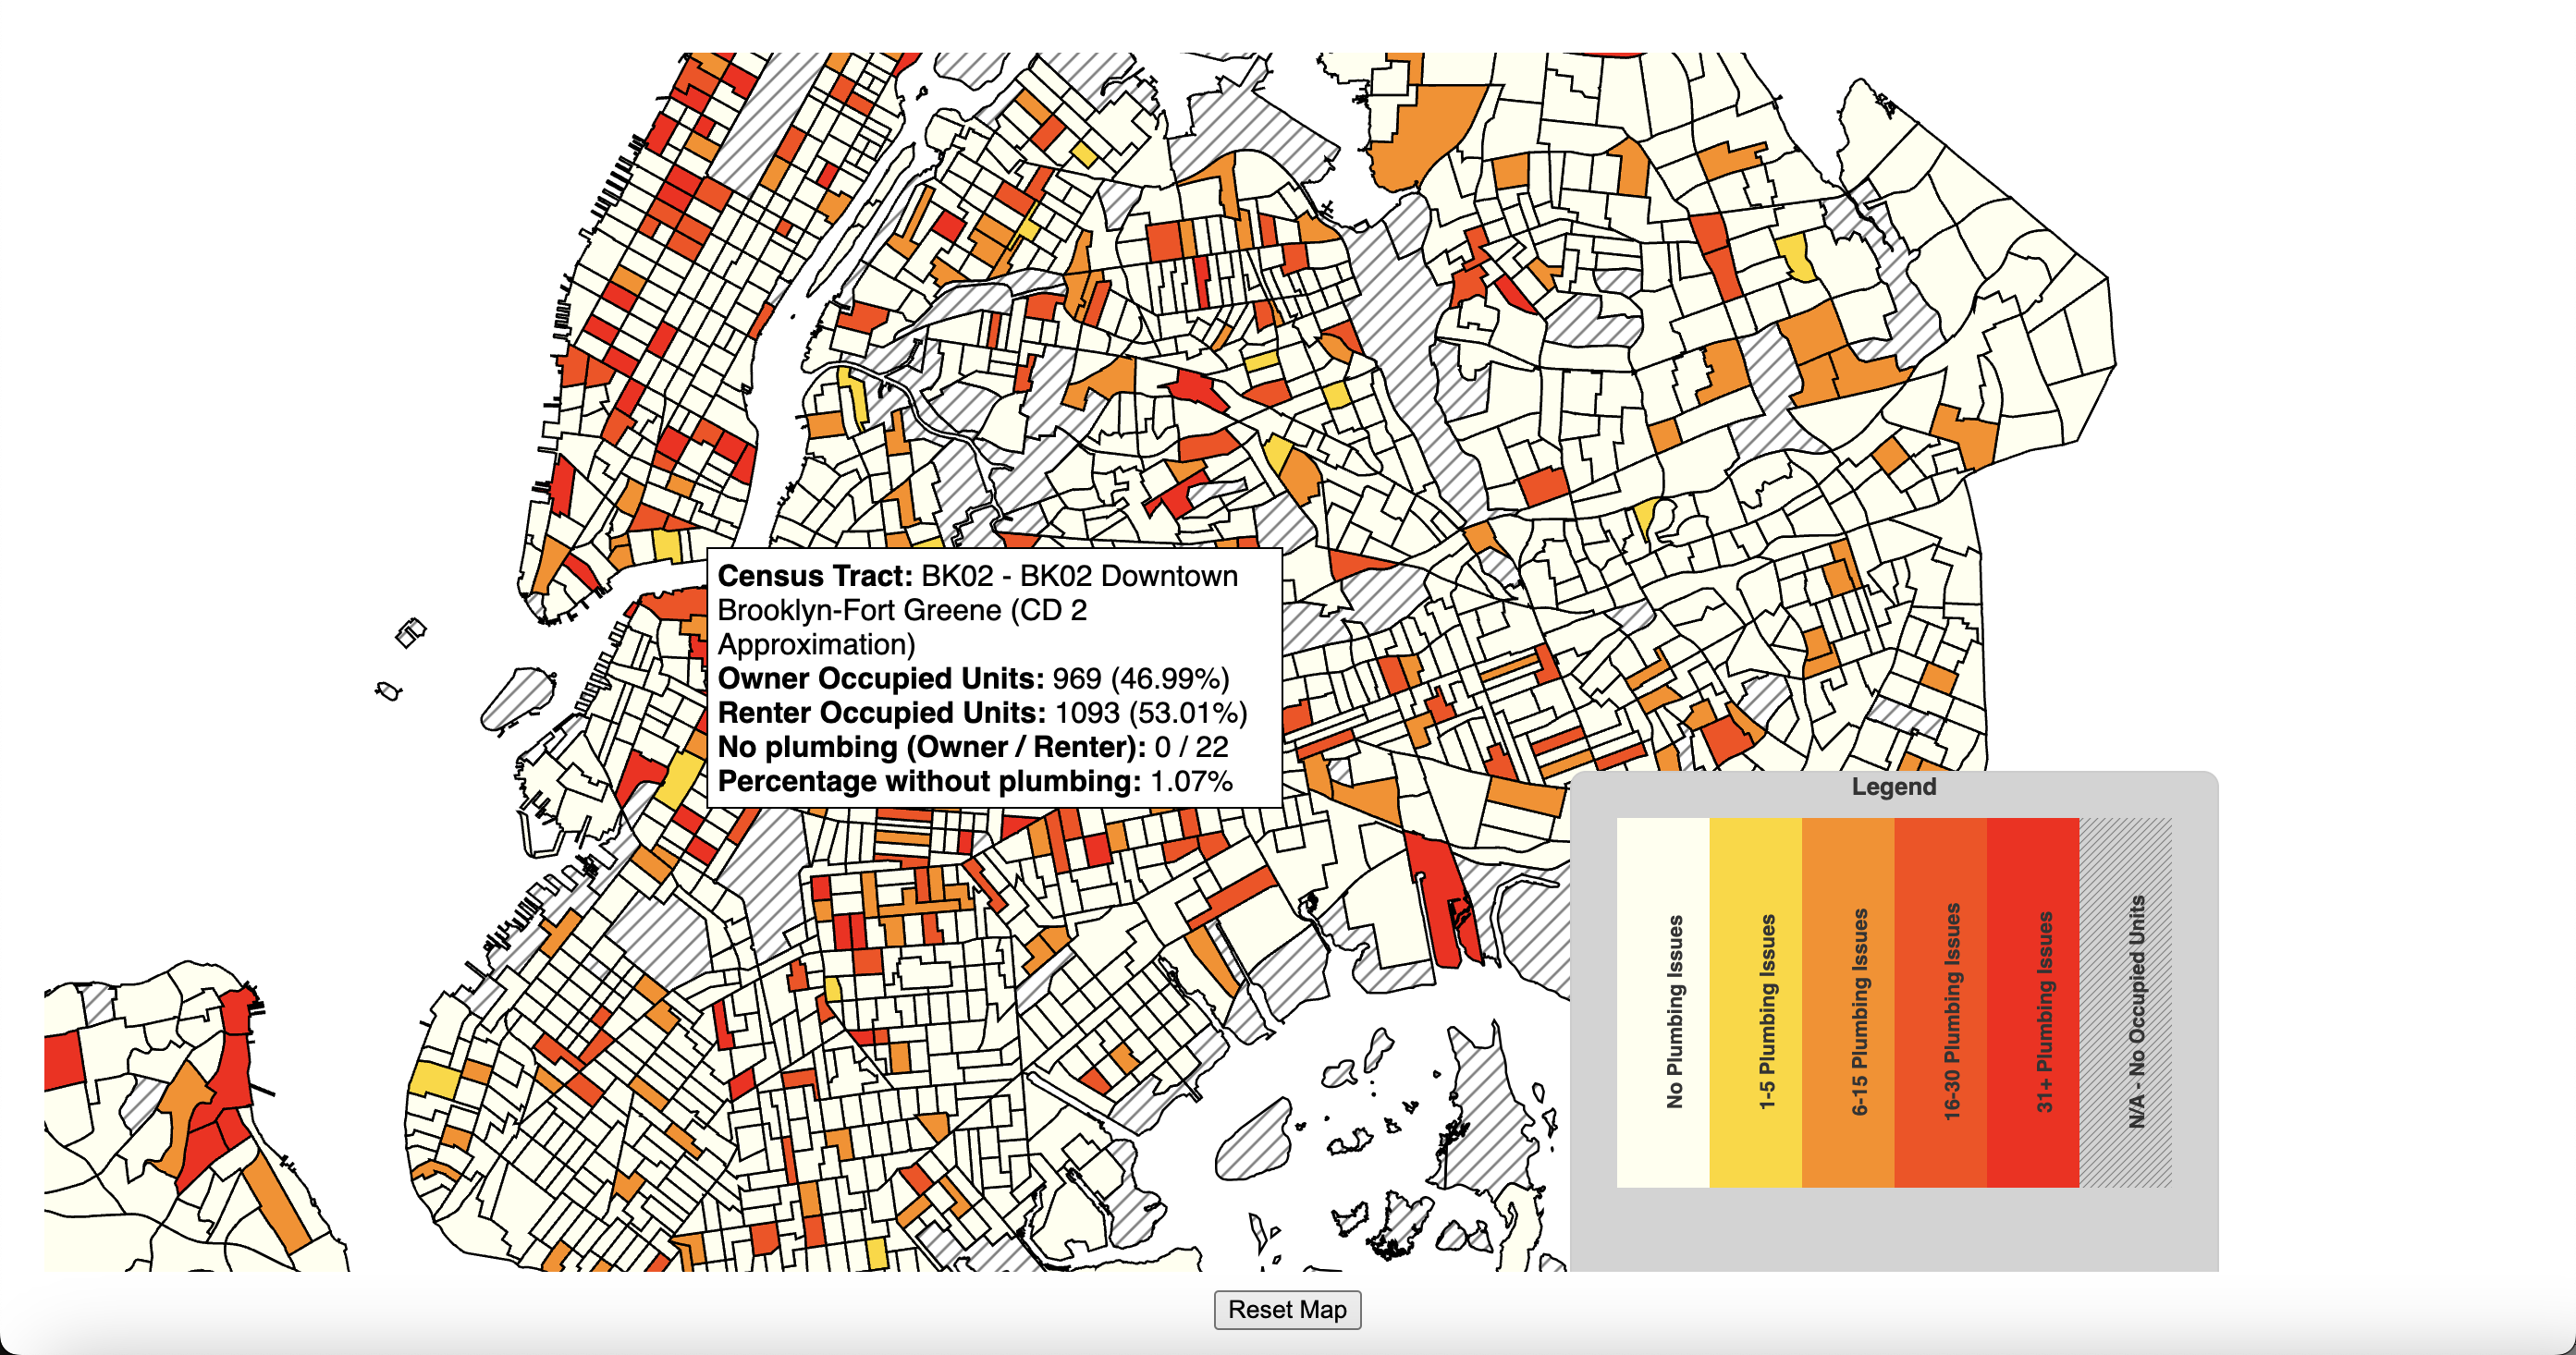 Census Tract: BK02 - BK02 Downtown
Brooklyn-Fort Greene (CD 2
Approximation)
Owner Occupied Units: 969 (46.99%)
Renter Occupied Units: 1093 (53.01%)
No plumbing (Owner / Renter): 0 / 22
Percentage without plumbing: 1.07%
Legend
No Plumbing Issues
1-5 Plumbing Issues
6-15 Plumbing Issues
16-30 Plumbing Issues
31+ Plumbing Issues
N/A - No Occupied Units
Reset Map